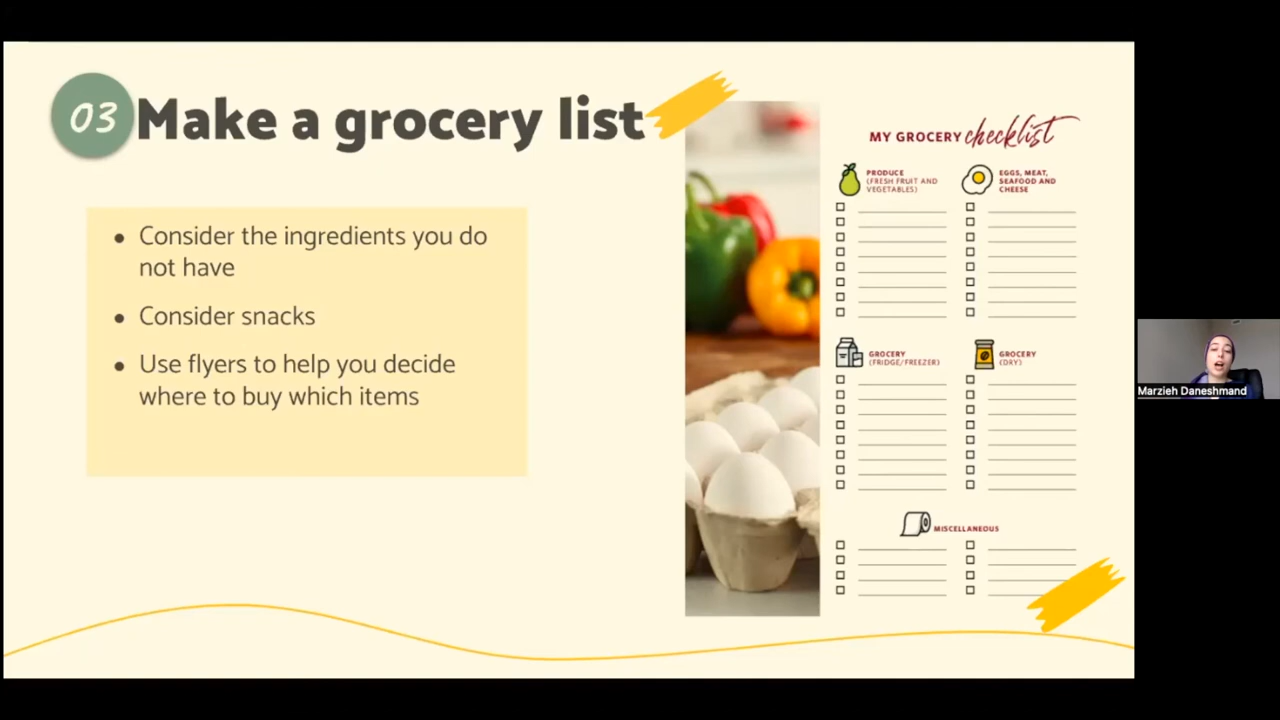 03
Make a grocery list
• Consider the ingredients you do
not have
• Consider snacks
• Use flyers to help you decide
where to buy which items
MY GROCERY checklist
PRODUCE
(FRESH FRUIT AND
VEGETABLES)
EGGS, MEAT,
SEAFOOD AND
CHEESE
GROCERY
(FRIDGE/FREEZER)
GROCERY
(DRY)
MISCELLANEOUS
Marzieh Daneshmand